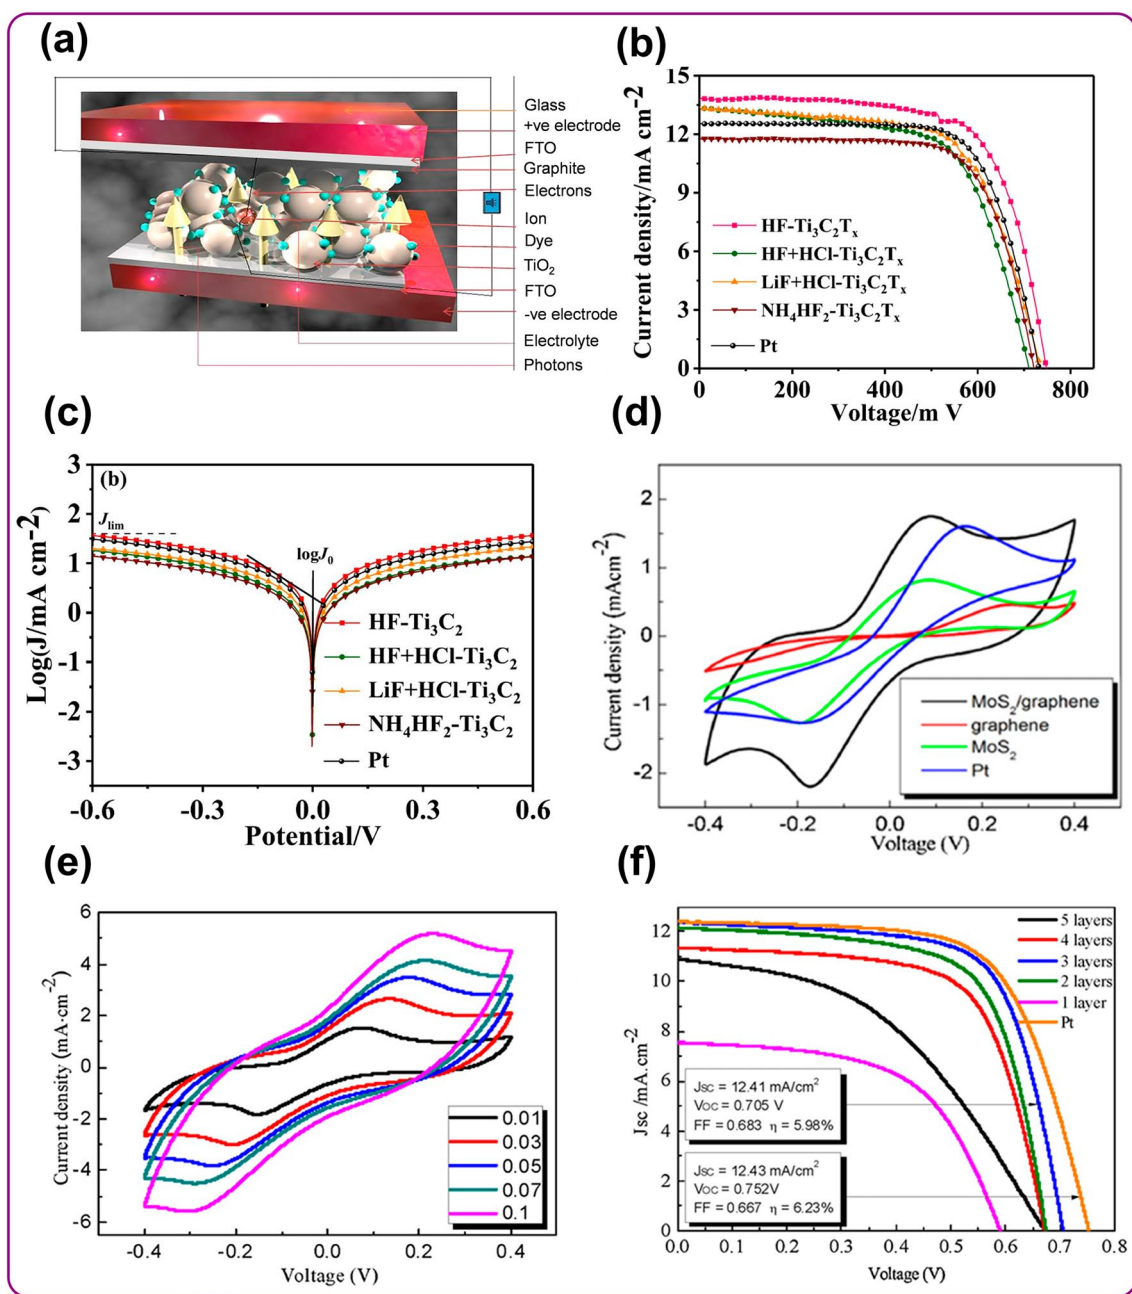 (a)
Glass
+ve electrode
FTO
Graphite
Electrons
Ion
Dye
TiO2
FTO
-ve electrode
Electrolyte
Photons
(b)
Current density/mA cm-2
15
12
9
6
3
0
HF-Ti3C2Tx
HF+HCl-Ti3C2Tx
LiF+HCl-Ti3C2Tx
NH4HF2-Ti3C2Tx
Pt
0 200 400 600 800
Voltage/m V
(c)
(b)
LogJ/mA cm-2
3
2
1
0
-1
-2
-3
Jlim
logJ0
HF-Ti3C2
HF+HCl-Ti3C2
LiF+HCl-Ti3C2
NH4HF2-Ti3C2
Pt
-0.6 -0.3 0.0 0.3 0.6
Potential/V
(d)
Current density (mAcm-2)
2
1
0
-1
-2
MoS2/graphene
graphene
MoS2
Pt
-0.4 -0.2 0.0 0.2 0.4
Voltage (V)
(e)
Current density (mA·cm-2)
6
4
2
0
-2
-4
-6
0.01
0.03
0.05
0.07
0.1
-0.4 -0.2 0.0 0.2 0.4
Voltage (V)
(f)
Jsc /mA.cm-2
12
10
8
6
4
2
0
5 layers
4 layers
3 layers
2 layers
1 layer
Pt
Jsc = 12.41 mA/cm2
Voc = 0.705 V
FF = 0.683 η = 5.98%
Jsc = 12.43 mA/cm2
Voc = 0.752V
FF = 0.667 η = 6.23%
0.0 0.1 0.2 0.3 0.4 0.5 0.6 0.7 0.8
Voltage (V)